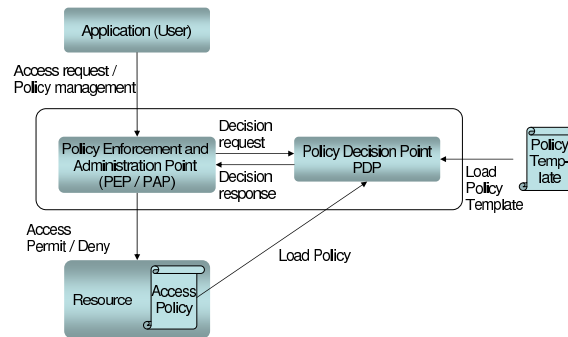 Application (User)
Access request /
Policy management
Policy Enforcement and
Administration Point
(PEP / PAP)
Decision
request
Decision
response
Policy Decision Point
PDP
Load
Policy
Template
Policy
Temp-
late
Access
Permit / Deny
Load Policy
Resource
Access
Policy